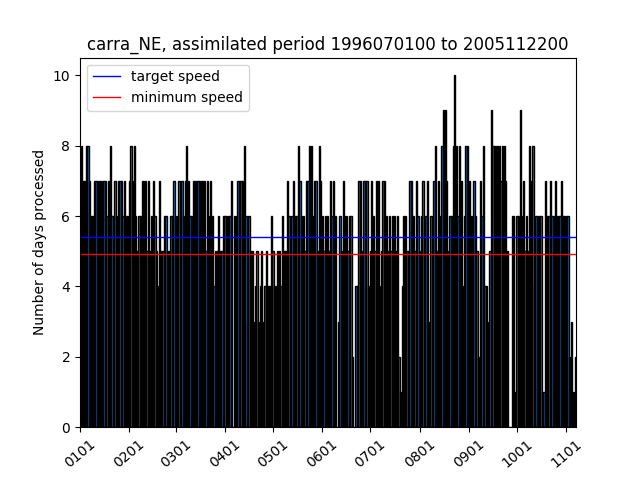 carra_NE, assimilated period 1996070100 to 2005112200
target speed
minimum speed
Number of days processed
10
8
6
4
2
0
0101 0201 0301 0401 0501 0601 0701 0801 0901 1001 1101